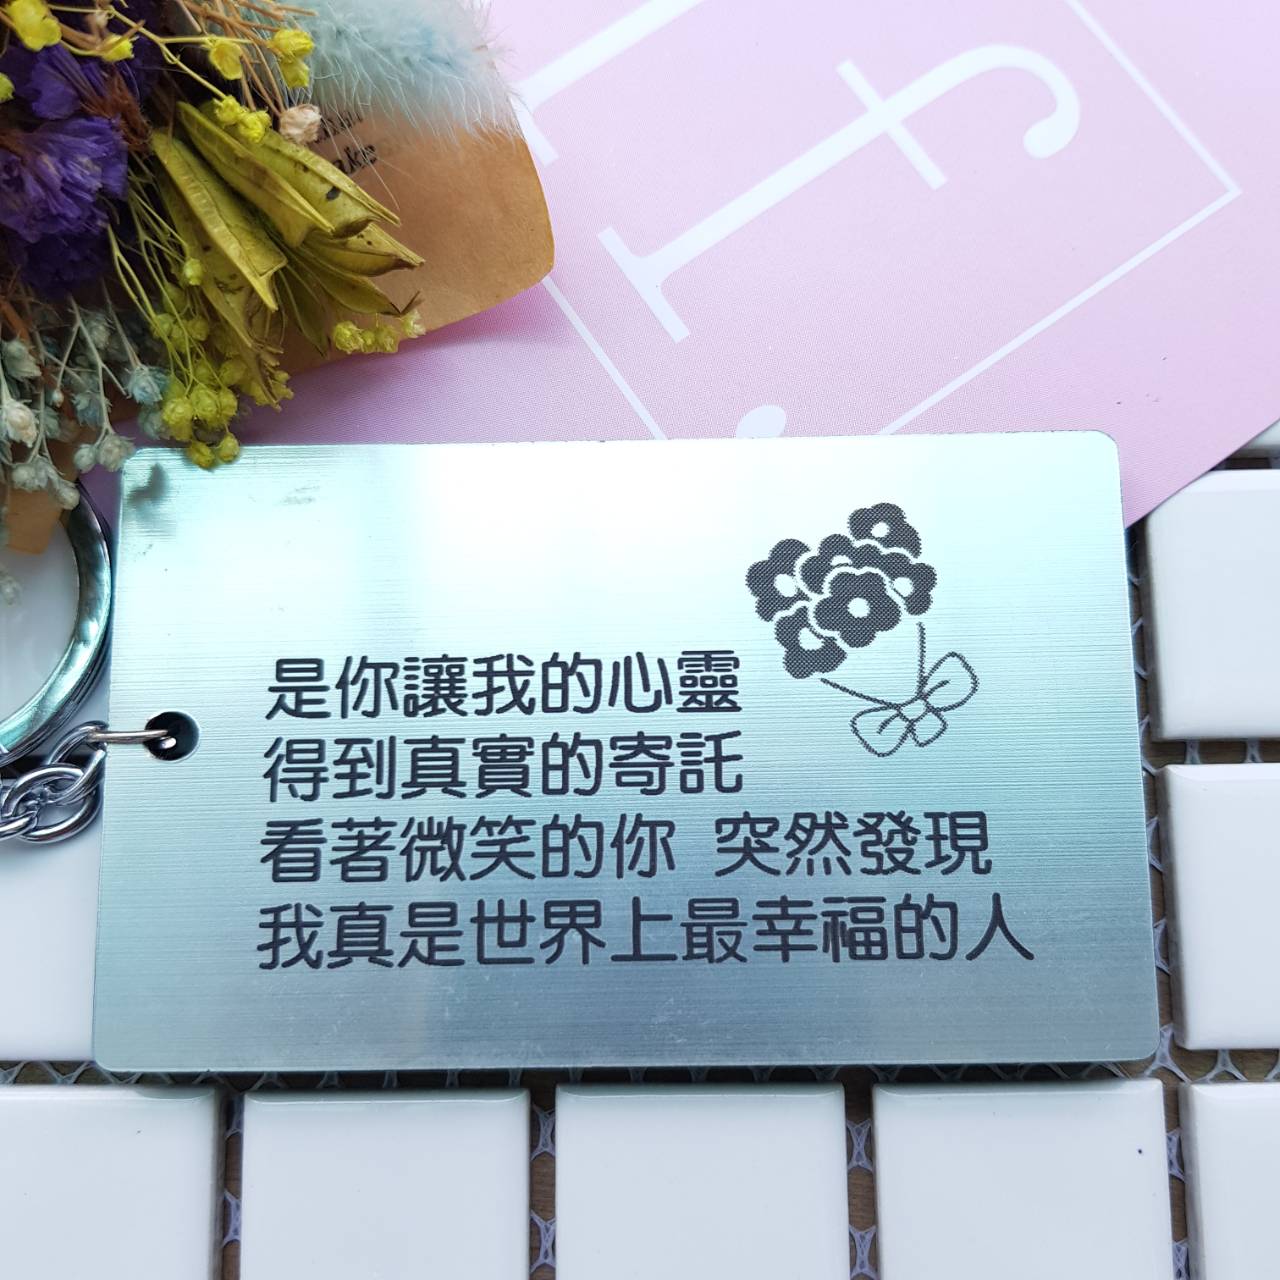 是你讓我的心靈
得到真實的寄託
看著微笑的你 突然發現
我真是世界上最幸福的人